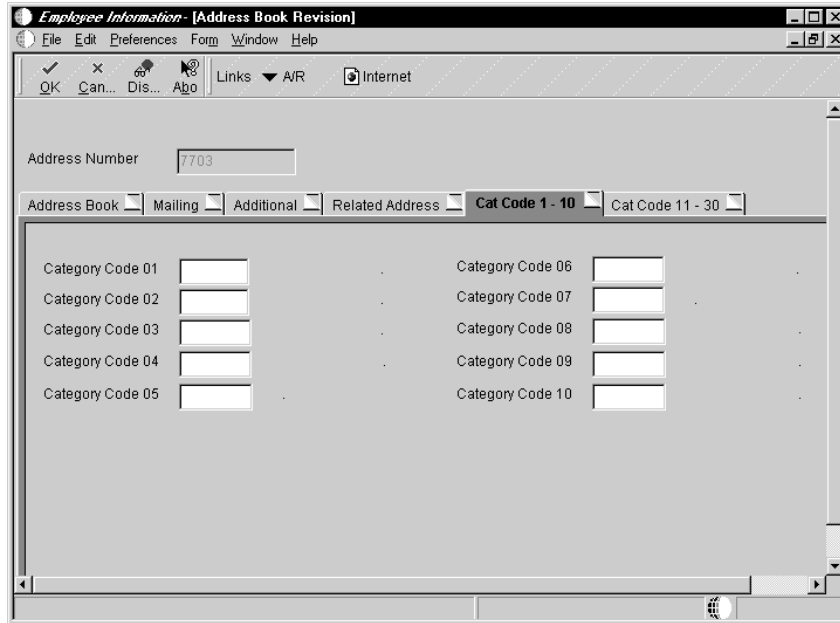 Employee Information - [Address Book Revision]
File Edit Preferences Form Window Help
OK Can... Dis... Abo Links A/R Internet
Address Number 7703
Address Book Mailing Additional Related Address Cat Code 1 - 10 Cat Code 11 - 30
Category Code 01 . Category Code 06 .
Category Code 02 . Category Code 07 .
Category Code 03 . Category Code 08 .
Category Code 04 . Category Code 09 .
Category Code 05 . Category Code 10 .